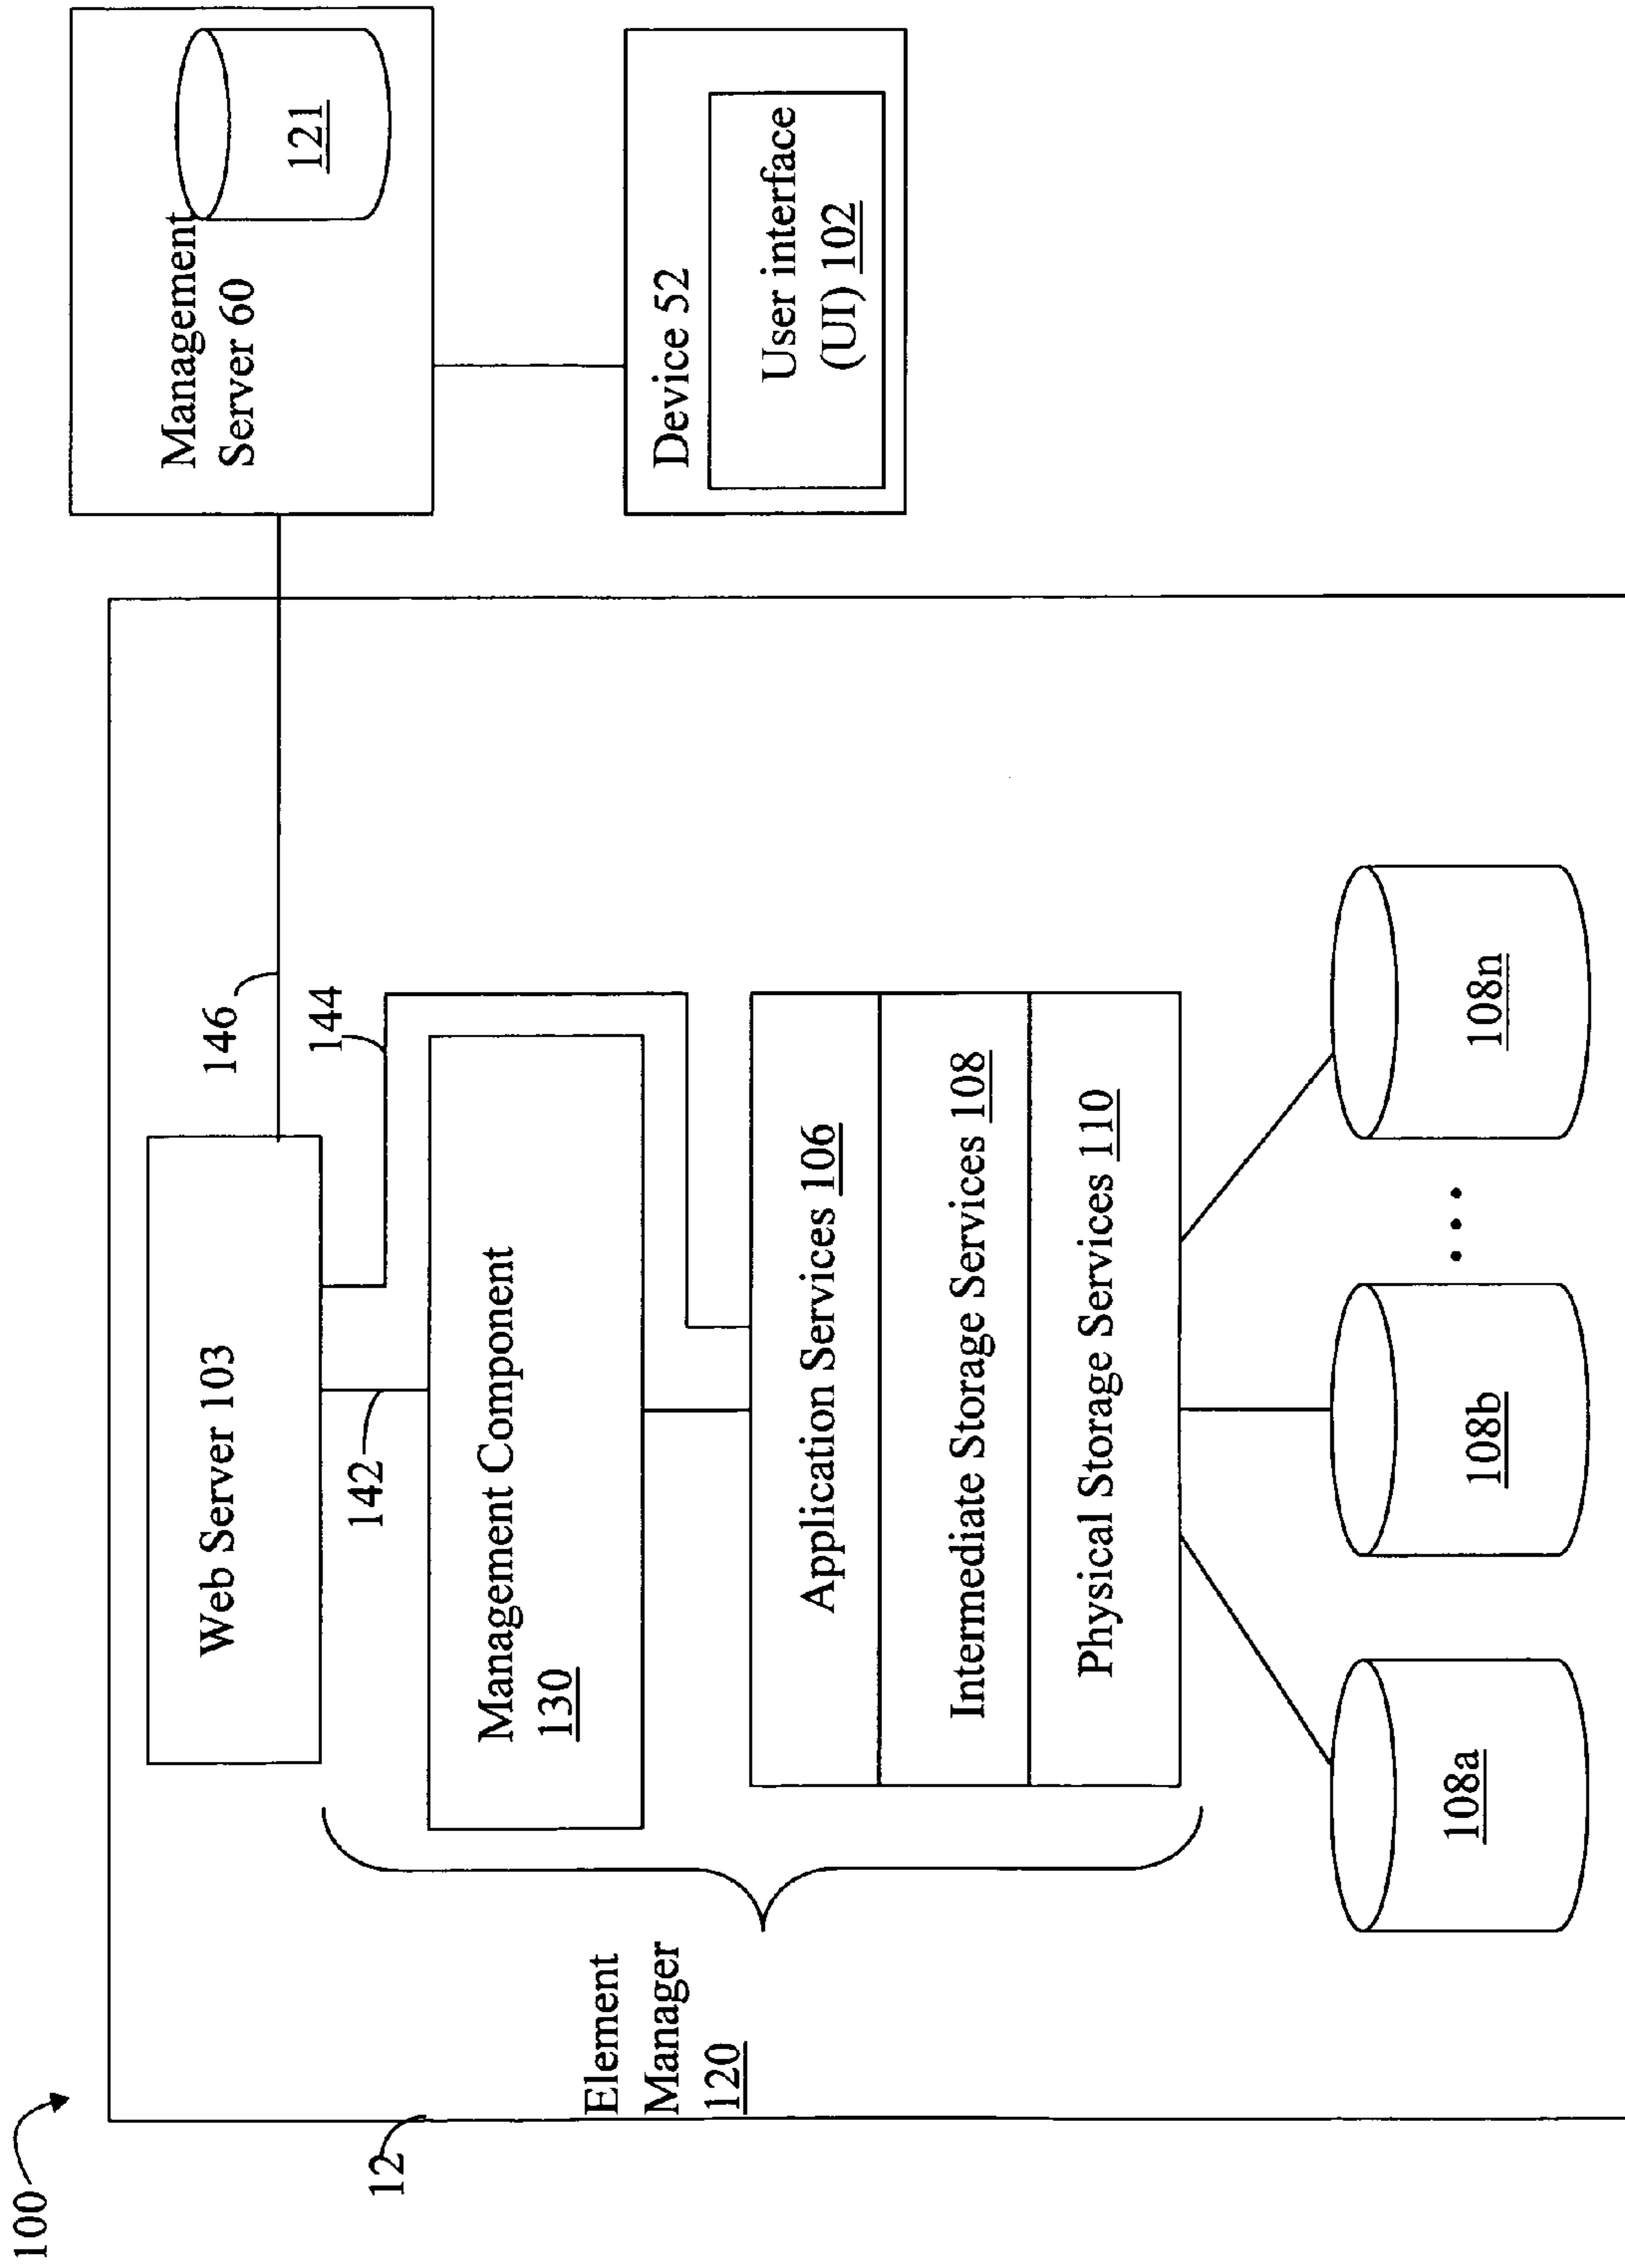 100
12
Web Server 103
146
Management
Server 60
121
142
144
Management Component
130
Device 52
User interface
(UI) 102
Element
Manager
120
Application Services 106
Intermediate Storage Services 108
Physical Storage Services 110
108a
108b
...
108n